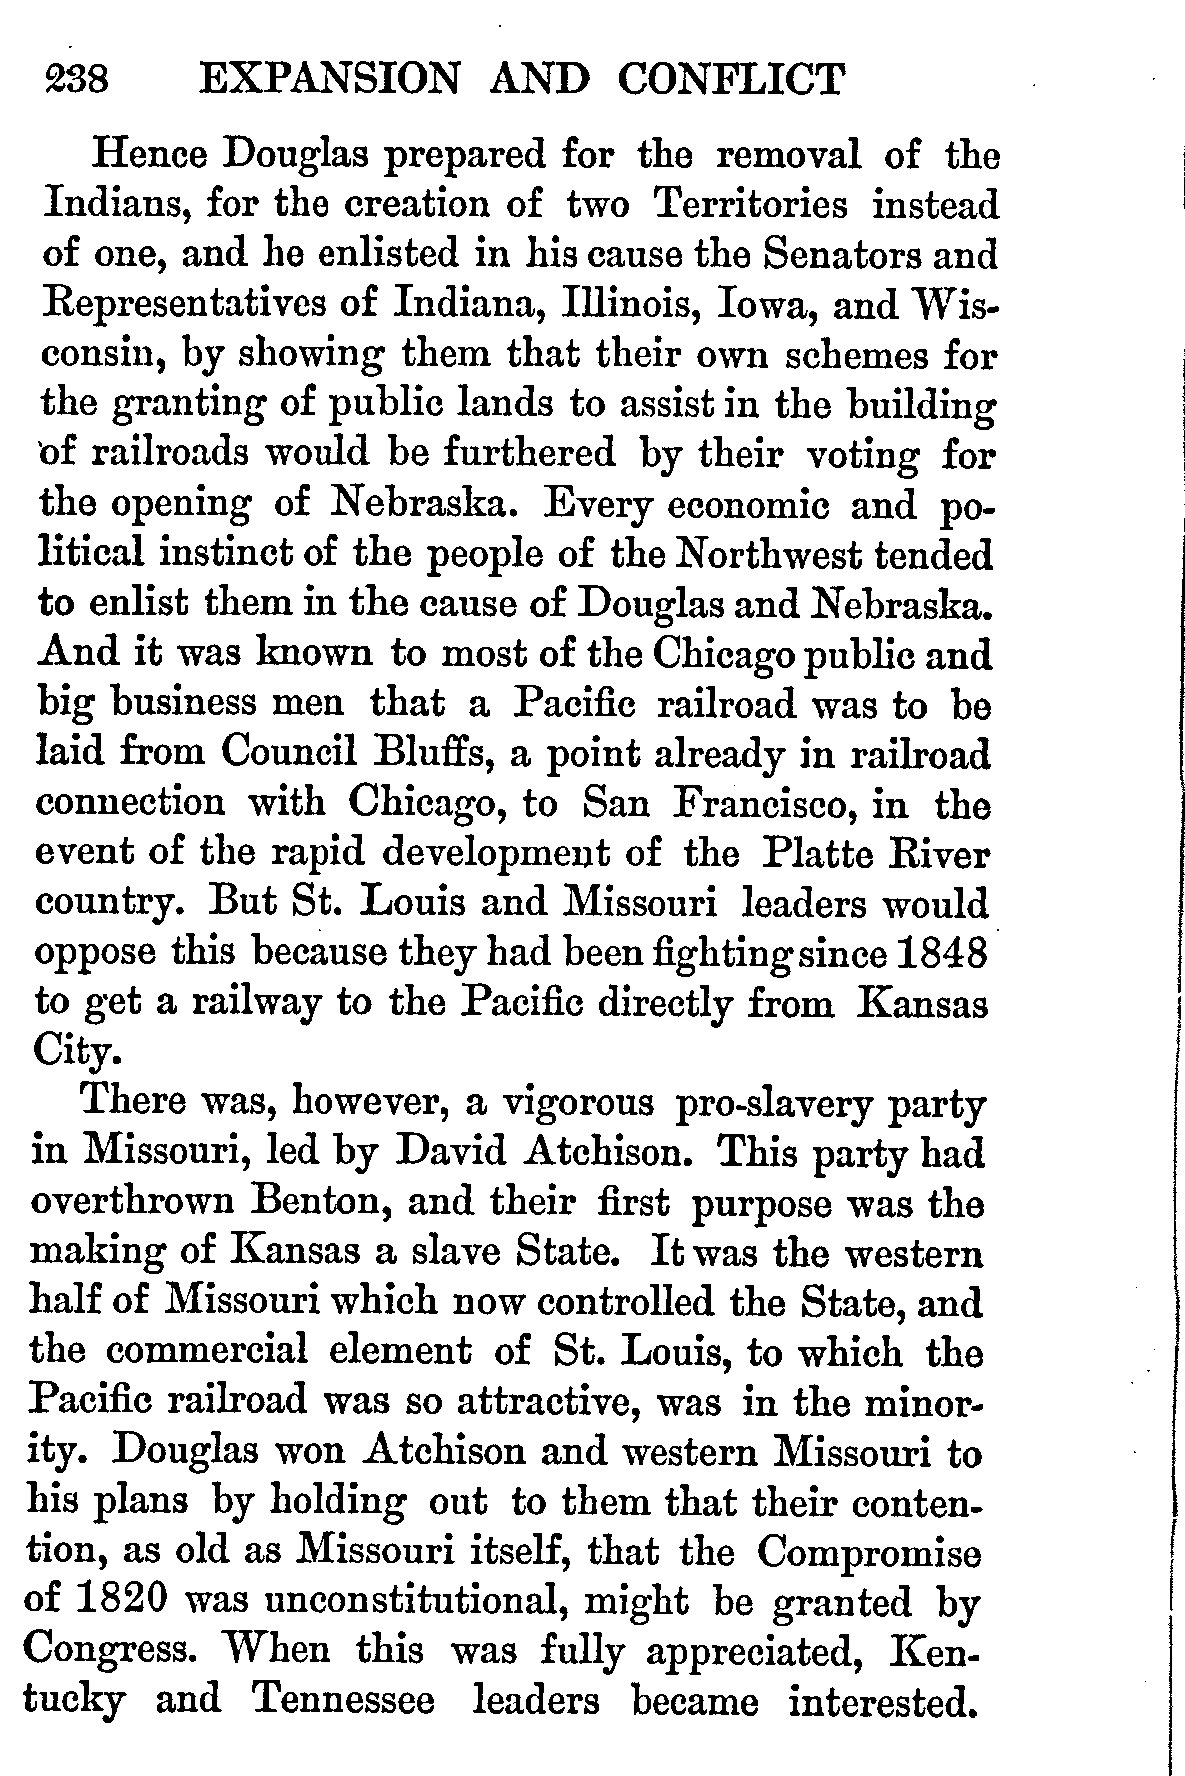 238 EXPANSION AND CONFLICT
Hence Douglas prepared for the removal of the
Indians, for the creation of two Territories instead
of one, and he enlisted in his cause the Senators and
Representatives of Indiana, Illinois, Iowa, and Wis-
consin, by showing them that their own schemes for
the granting of public lands to assist in the building
of railroads would be furthered by their voting for
the opening of Nebraska. Every economic and po-
litical instinct of the people of the Northwest tended
to enlist them in the cause of Douglas and Nebraska.
And it was known to most of the Chicago public and
big business men that a Pacific railroad was to be
laid from Council Bluffs, a point already in railroad
connection with Chicago, to San Francisco, in the
event of the rapid development of the Platte River
country. But St. Louis and Missouri leaders would
oppose this because they had been fighting since 1848
to get a railway to the Pacific directly from Kansas
City.
There was, however, a vigorous pro-slavery party
in Missouri, led by David Atchison. This party had
overthrown Benton, and their first purpose was the
making of Kansas a slave State. It was the western
half of Missouri which now controlled the State, and
the commercial element of St. Louis, to which the
Pacific railroad was so attractive, was in the minor-
ity. Douglas won Atchison and western Missouri to
his plans by holding out to them that their conten-
tion, as old as Missouri itself, that the Compromise
of 1820 was unconstitutional, might be granted by
Congress. When this was fully appreciated, Ken-
tucky and Tennessee leaders became interested.